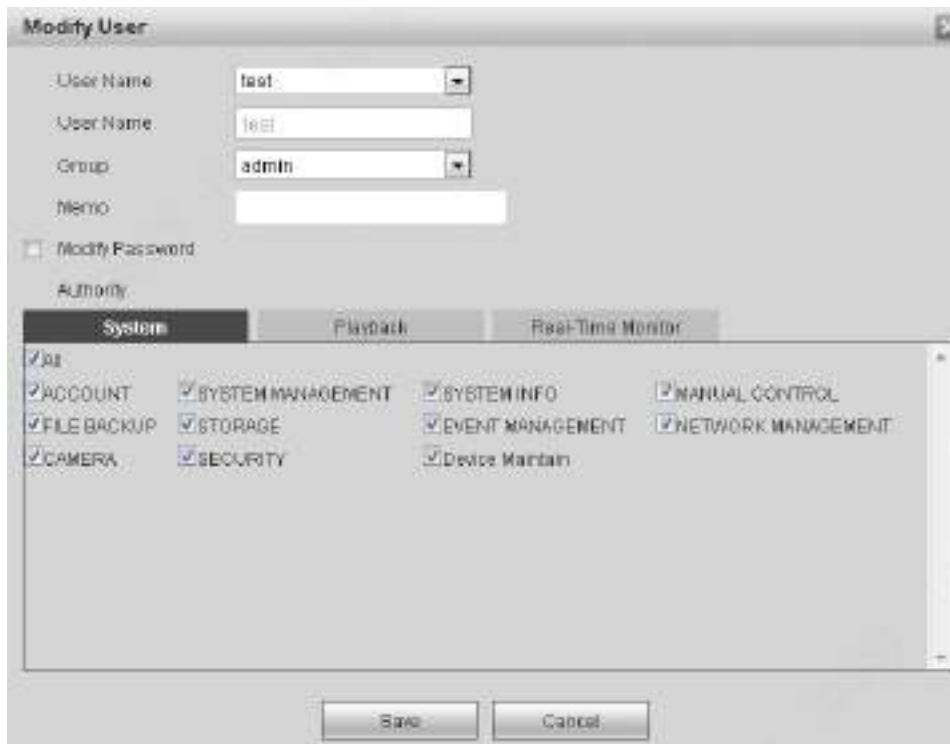 Modify User
User Name test
User Name test
Group admin
Memo
Modify Password
Authority
System Playback Real-Time Monitor
All
ACCOUNT SYSTEM MANAGEMENT SYSTEM INFO MANUAL CONTROL
FILE BACKUP STORAGE EVENT MANAGEMENT NETWORK MANAGEMENT
CAMERA SECURITY Device Maintain
Save Cancel